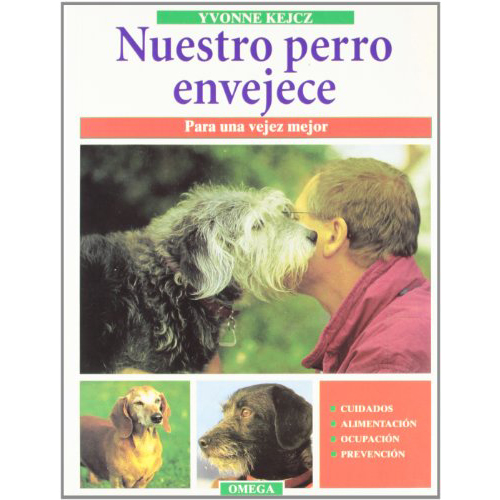 YVONNE KEJCZ
Nuestro perro
envejece
Para una vejez mejor
CUIDADOS
ALIMENTACIÓN
OCUPACIÓN
PREVENCIÓN
OMEGA